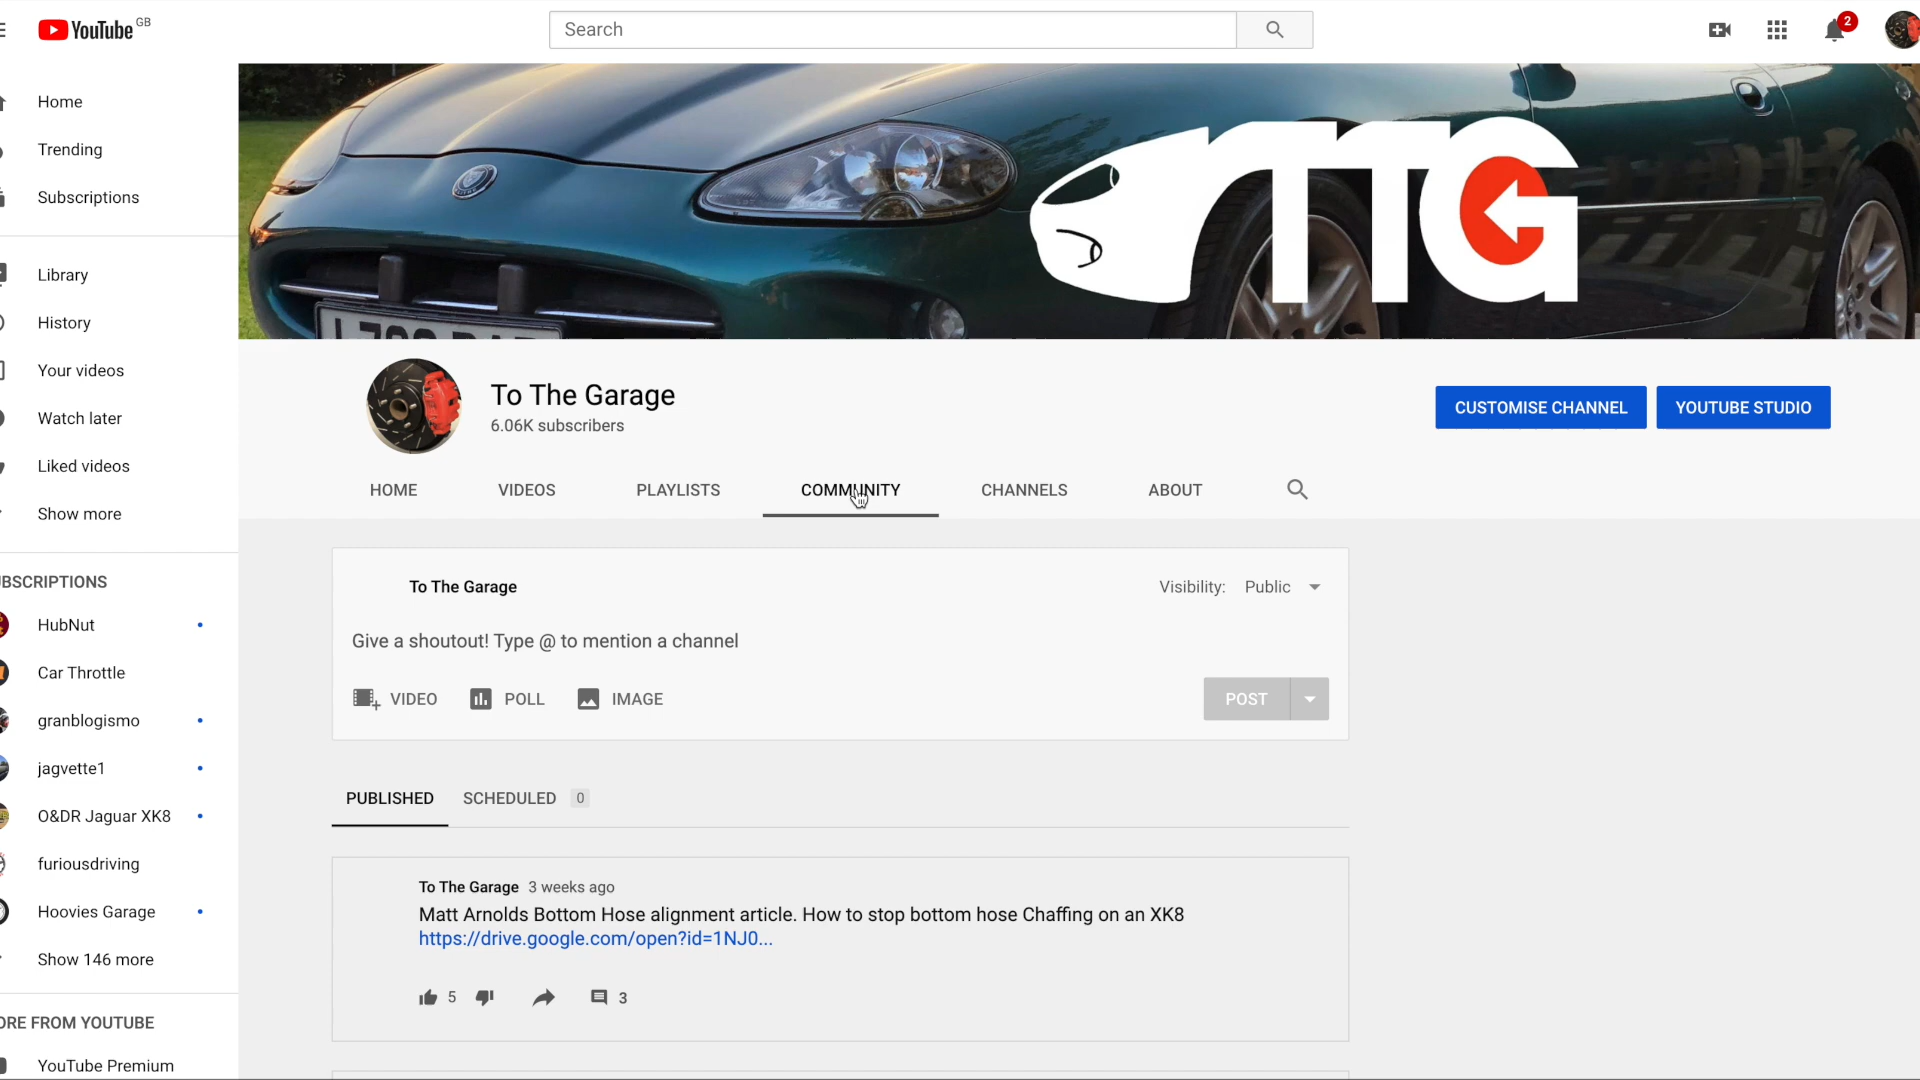 YouTube GB
Search
2
Home
Trending
Subscriptions
Library
History
Your videos
Watch later
Liked videos
Show more
BSCRIPTIONS
HubNut
Car Throttle
granblogismo
jagvette1
O&DR Jaguar XK8
furiousdriving
Hoovies Garage
Show 146 more
ORE FROM YOUTUBE
YouTube Premium
TTG
To The Garage
6.06K subscribers
CUSTOMISE CHANNEL
YOUTUBE STUDIO
HOME
VIDEOS
PLAYLISTS
COMMUNITY
CHANNELS
ABOUT
To The Garage
Visibility: Public
Give a shoutout! Type @ to mention a channel
VIDEO
POLL
IMAGE
POST
PUBLISHED
SCHEDULED 0
To The Garage 3 weeks ago
Matt Arnolds Bottom Hose alignment article. How to stop bottom hose Chaffing on an XK8
https://drive.google.com/open?id=1NJ0...
5
3